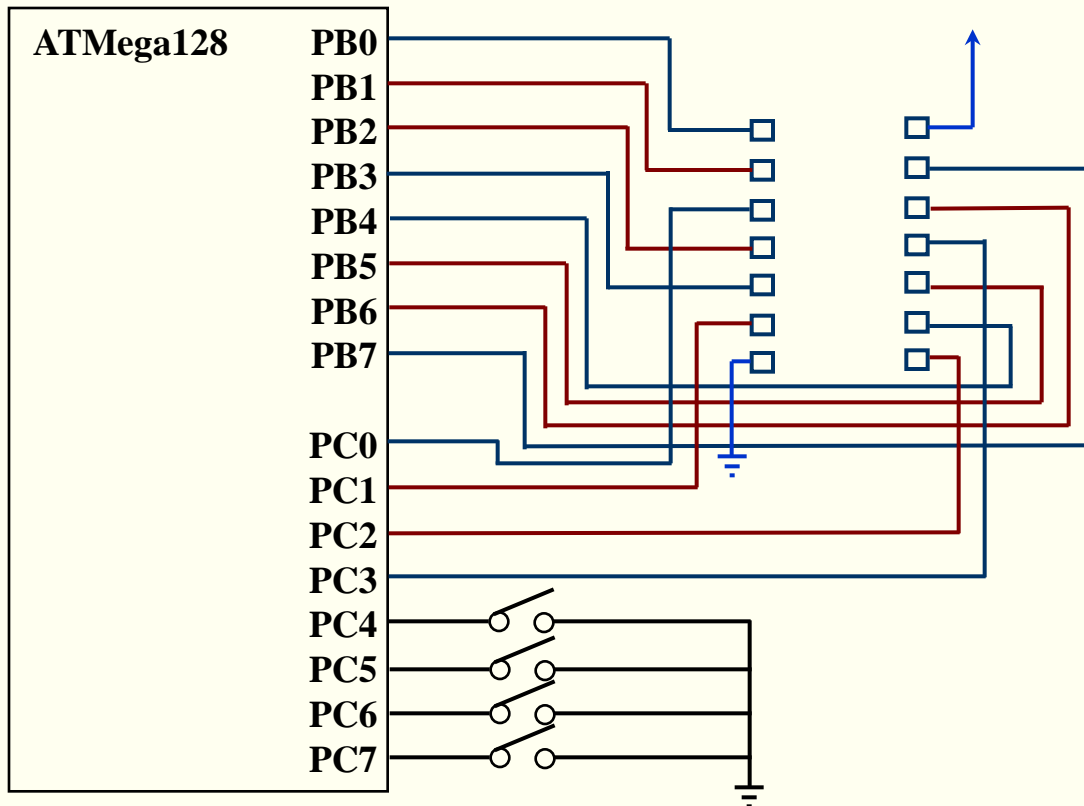 ATMega128
PB0
PB1
PB2
PB3
PB4
PB5
PB6
PB7
PC0
PC1
PC2
PC3
PC4
PC5
PC6
PC7